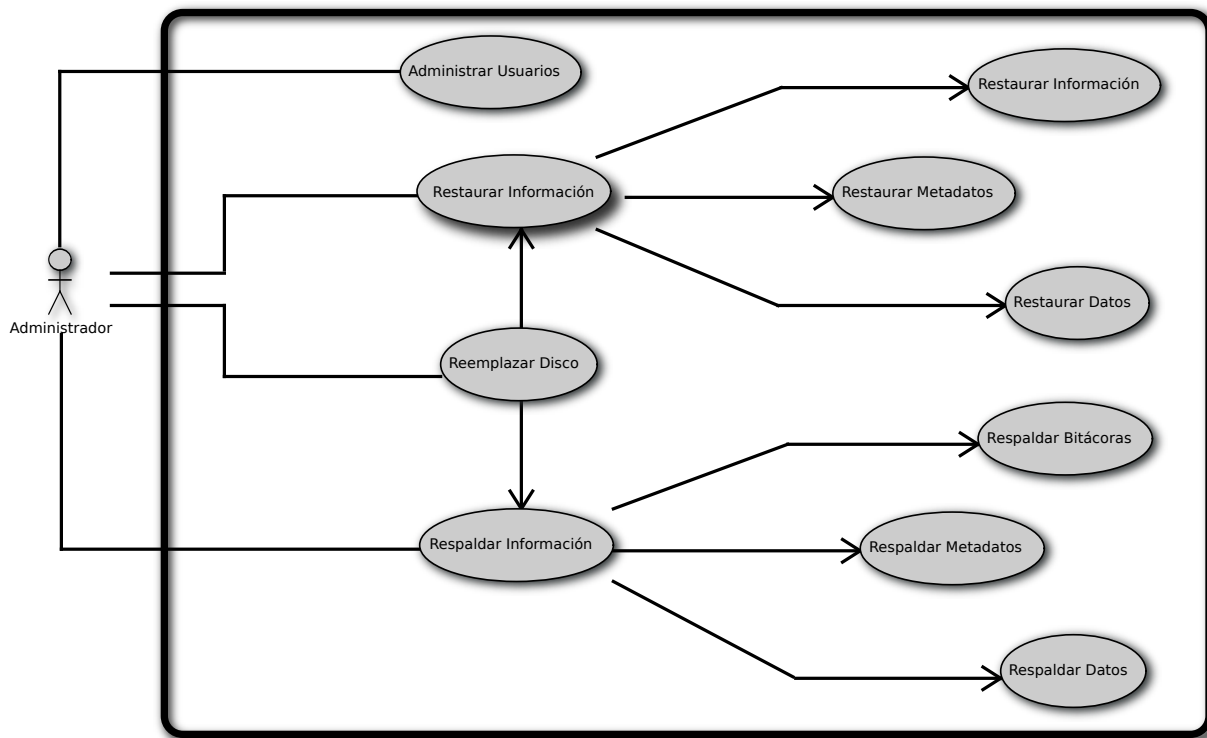 Administrar Usuarios
Restaurar Información
Restaurar Información
Restaurar Metadatos
Restaurar Datos
Administrador
Reemplazar Disco
Respaldar Bitácoras
Respaldar Información
Respaldar Metadatos
Respaldar Datos